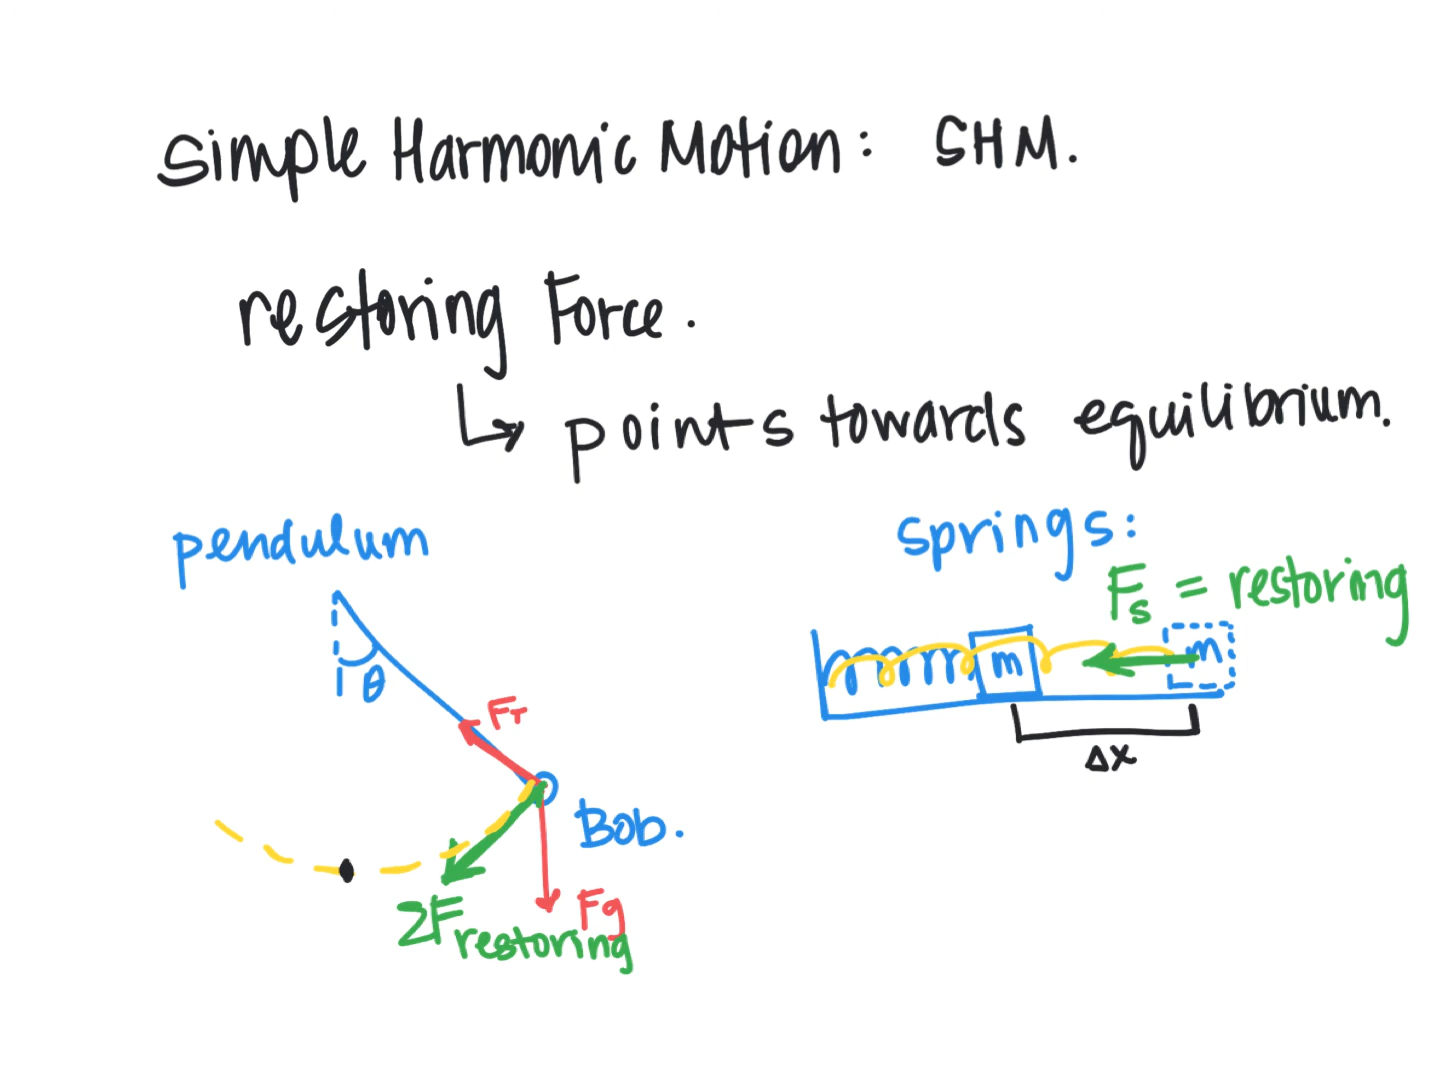 Simple Harmonic Motion: SHM.
restoring Force.
↳ points towards equilibrium.
pendulum
springs:
Fs = restoring
θ
m
m
FT
Δx
Bob.
Fg
ΣFrestoring